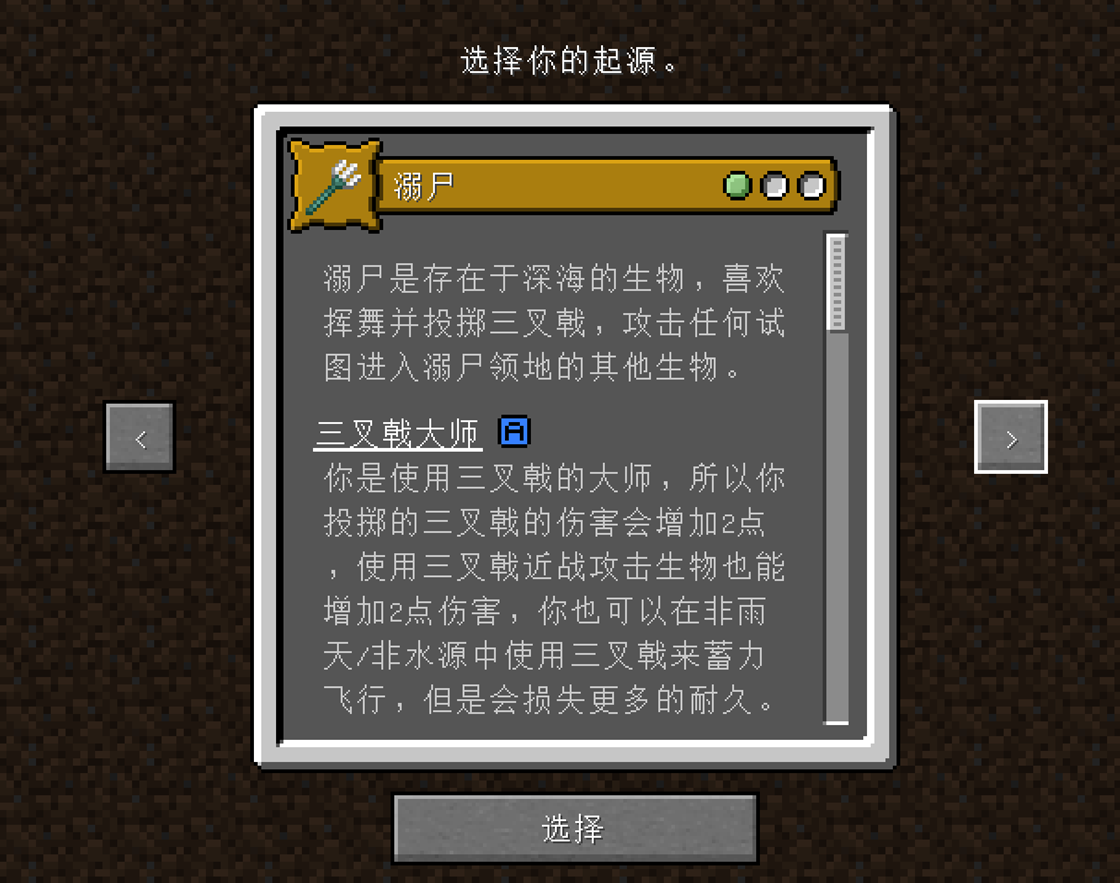 选择你的起源。
溺尸
溺尸是存在于深海的生物，喜欢
挥舞并投掷三叉戟，攻击任何试
图进入溺尸领地的其他生物。
三叉戟大师 A
你是使用三叉戟的大师，所以你
投掷的三叉戟的伤害会增加2点
，使用三叉戟近战攻击生物也能
增加2点伤害，你也可以在非雨
天/非水源中使用三叉戟来蓄力
飞行，但是会损失更多的耐久。
<
>
选择